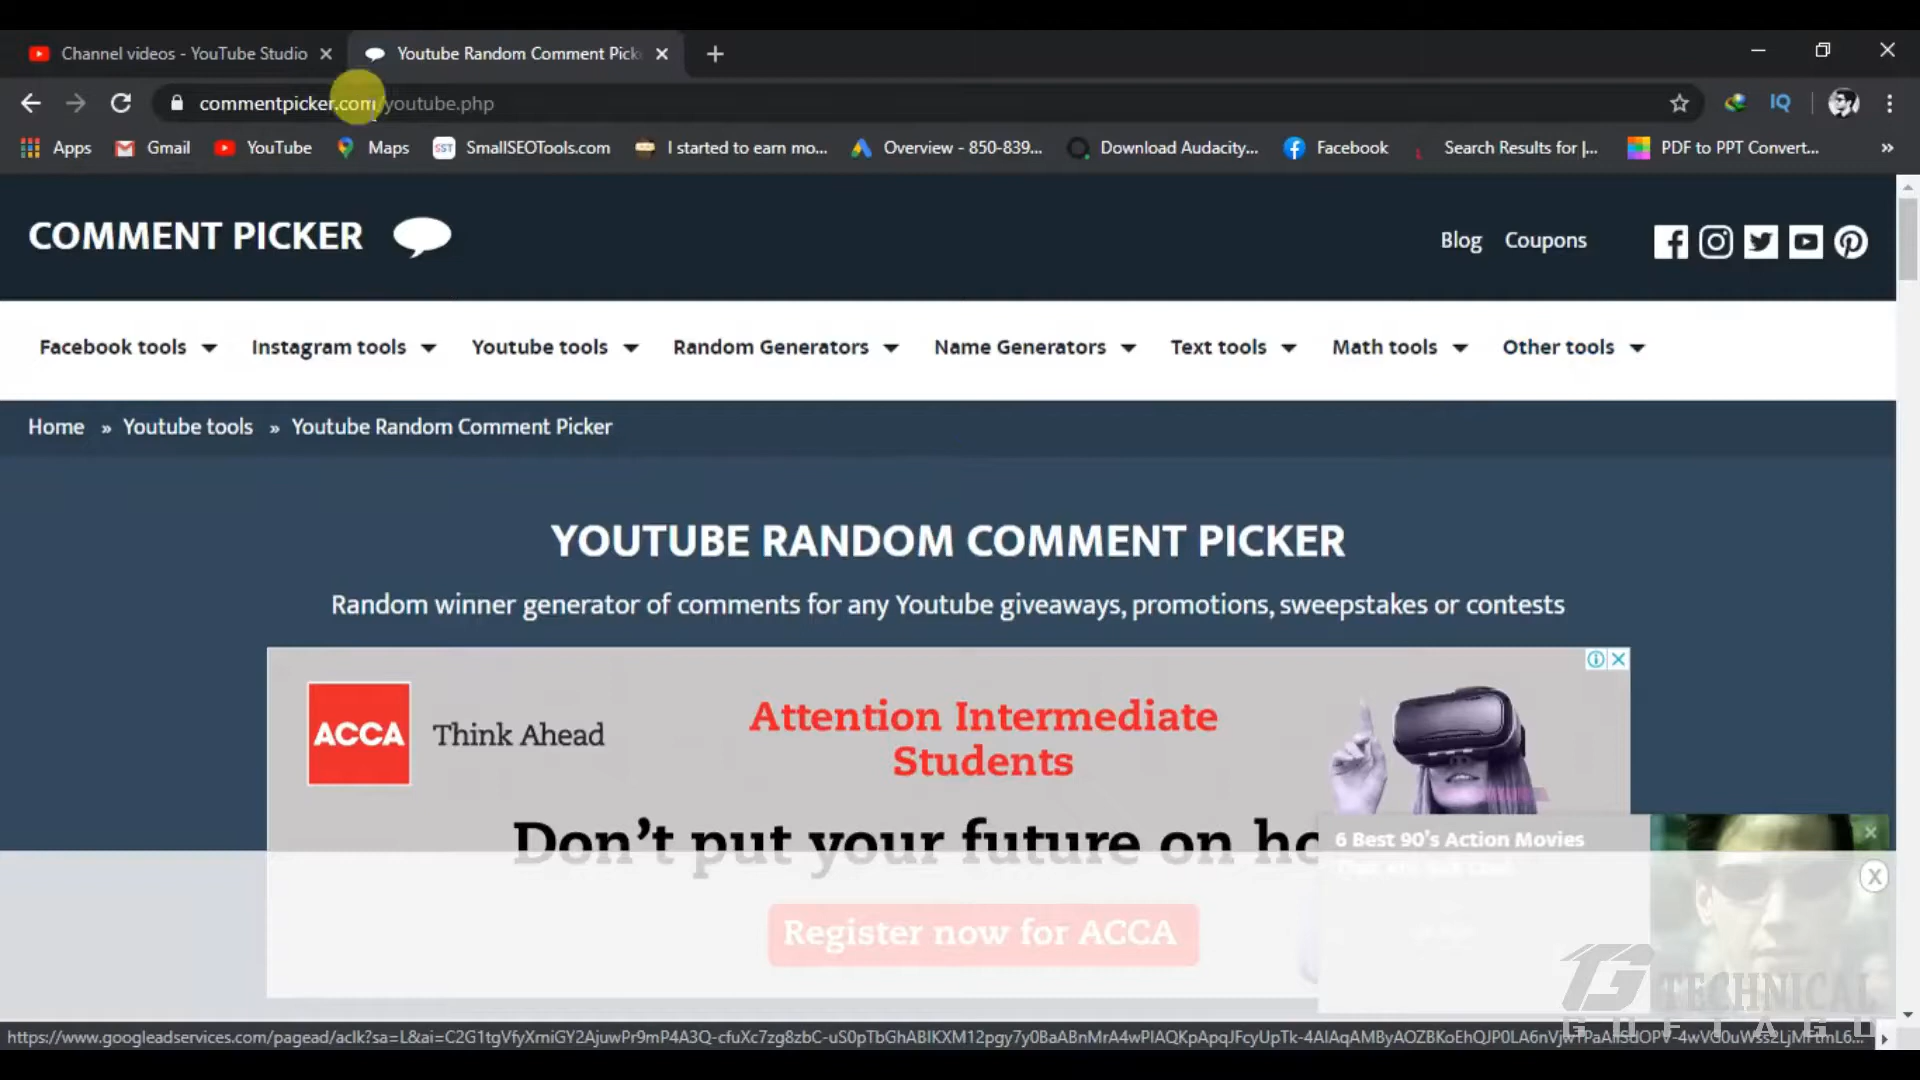 Channel videos - YouTube Studio
Youtube Random Comment Pick
commentpicker.com/youtube.php
IQ
Apps
Gmail
YouTube
Maps
SST
SmallSEOTools.com
I started to earn mo...
Overview - 850-839...
Download Audacity...
Facebook
Search Results for |...
PDF to PPT Convert...
COMMENT PICKER
Blog
Coupons
Facebook tools
Instagram tools
Youtube tools
Random Generators
Name Generators
Text tools
Math tools
Other tools
Home » Youtube tools » Youtube Random Comment Picker
YOUTUBE RANDOM COMMENT PICKER
Random winner generator of comments for any Youtube giveaways, promotions, sweepstakes or contests
ACCA
Think Ahead
Attention Intermediate
Students
Don't put your future on ho
Register now for ACCA
6 Best 90's Action Movies
TG TECHNICAL
GUFTAGU